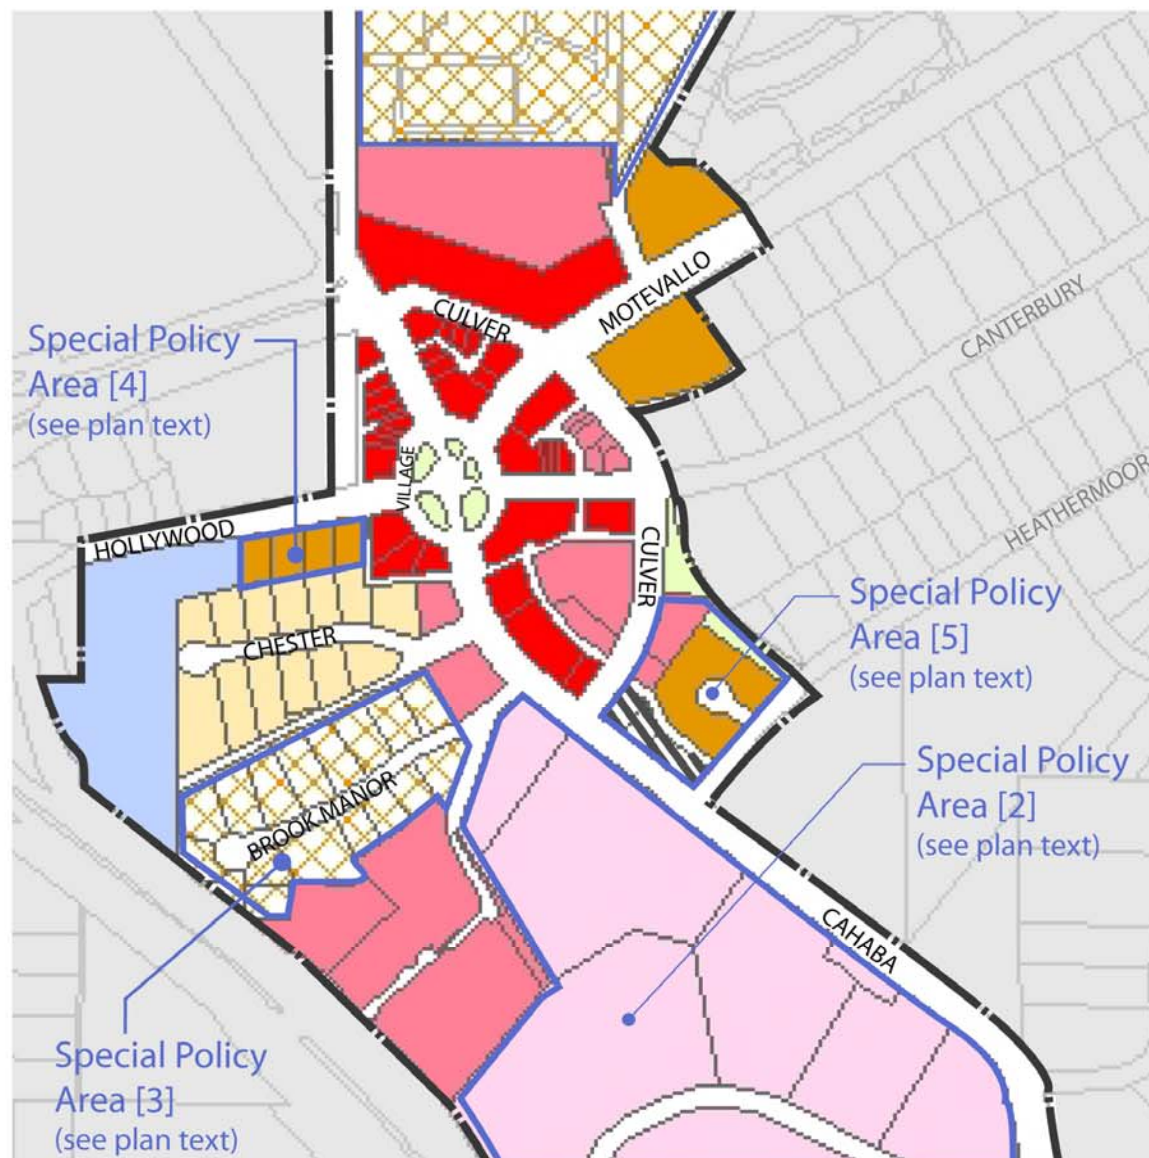 CULVER
MOTEVALLO
CANTERBURY
Special Policy
Area [4]
(see plan text)
VILLAGE
HEATHERMOOR
HOLLYWOOD
CULVER
Special Policy
Area [5]
(see plan text)
CHESTER
Special Policy
Area [2]
(see plan text)
BROOK MANOR
CAHABA
Special Policy
Area [3]
(see plan text)